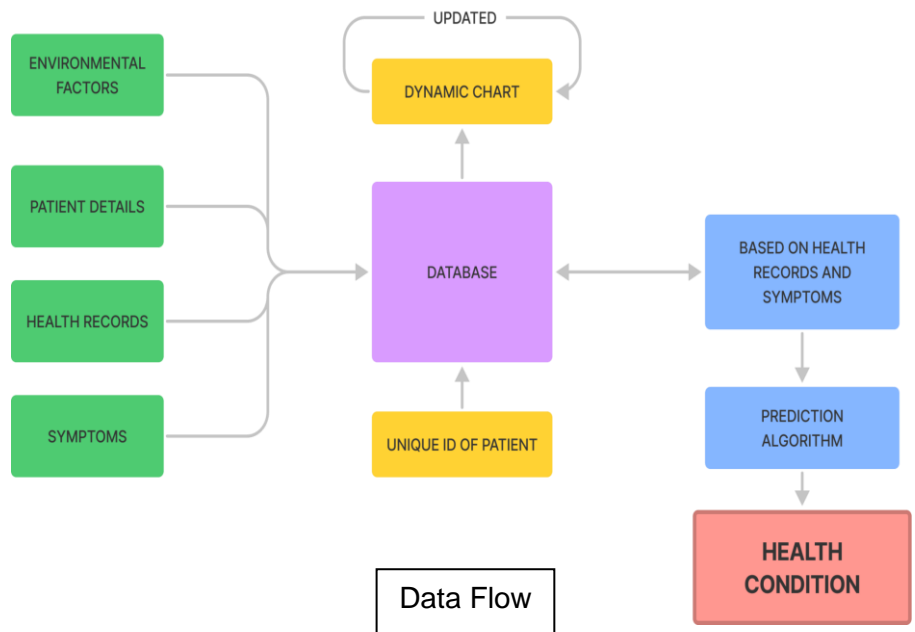 UPDATED
ENVIRONMENTAL
FACTORS
DYNAMIC CHART
PATIENT DETAILS
DATABASE
BASED ON HEALTH
RECORDS AND
SYMPTOMS
HEALTH RECORDS
SYMPTOMS
UNIQUE ID OF PATIENT
PREDICTION
ALGORITHM
HEALTH
CONDITION
Data Flow